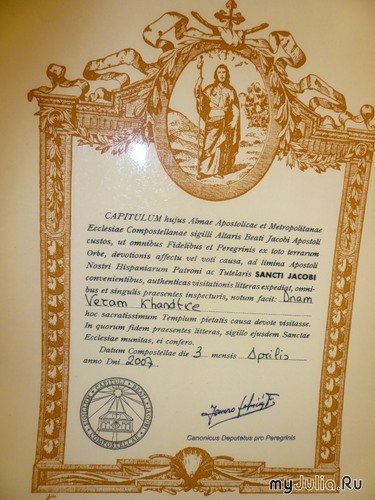 CAPITULUM hujus Almae Apostolicae et Metropolitanae
Ecclesiae Compostellanae sigilli Altaris Beati Jacobi Apostoli
custos, ut omnibus Fidelibus et Peregrinis ex toto terrarum
Orbe, devotionis affectu vel voti causa, ad limina Apostoli
Nostri Hispaniarum Patroni ac Tutelaris SANCTI JACOBI
convenientibus, authenticas visitationis litteras expediat, omni-
bus et singulis praesentes inspecturis, notum facit: Dnam
Veram Khandtke
hoc sacratissimum Templum pietatis causa devote visitasse.
In quorum fidem praesentes litteras, sigillo ejusdem Sanctae
Ecclesiae munitas, ei confero.
Datum Compostellae die 3 mensis Aprilis
anno Dni 2007
Canonicus Deputatus pro Peregrinis
myJulia.Ru